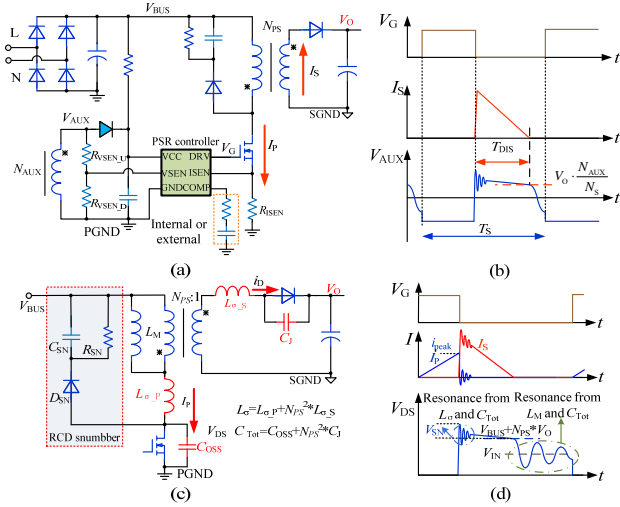 V_BUS
L
N
N_PS
V_O
I_S
SGND
V_AUX
N_AUX
R_VSEN_U
R_VSEN_D
PSR controller
VCC DRV
VSEN ISEN
GND COMP
V_G
I_P
R_ISEN
PGND
Internal or
external
(a)
V_G
t
I_S
T_DIS
t
V_AUX
V_O · N_AUX / N_S
T_S
t
(b)
V_BUS
C_SN
R_SN
D_SN
RCD snumbber
L_M
N_PS:1
L_σ_S
i_D
V_O
C_J
SGND
L_σ_P
I_P
L_σ=L_σ_P+N_PS²*L_σ_S
V_DS
C_Tot=C_OSS+N_PS²*C_J
C_OSS
PGND
(c)
V_G
t
I
i_peak
I_P
I_S
t
V_DS
Resonance from
L_σ and C_Tot
Resonance from
L_M and C_Tot
V_SN
V_BUS+N_PS*V_O
V_IN
t
(d)